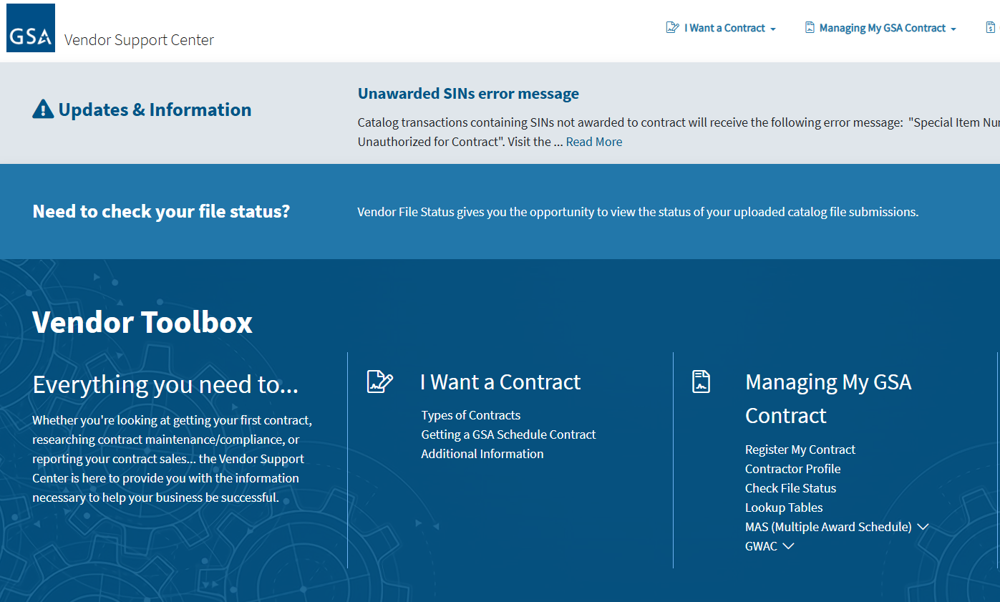 GSA
Vendor Support Center
I Want a Contract
Managing My GSA Contract
Updates & Information
Unawarded SINs error message
Catalog transactions containing SINs not awarded to contract will receive the following error message: "Special Item
Unauthorized for Contract". Visit the ... Read More
Need to check your file status?
Vendor File Status gives you the opportunity to view the status of your uploaded catalog file submissions.
Vendor Toolbox
Everything you need to...
Whether you're looking at getting your first contract,
researching contract maintenance/compliance, or
reporting your contract sales... the Vendor Support
Center is here to provide you with the information
necessary to help your business be successful.
I Want a Contract
Types of Contracts
Getting a GSA Schedule Contract
Additional Information
Managing My GSA
Contract
Register My Contract
Contractor Profile
Check File Status
Lookup Tables
MAS (Multiple Award Schedule)
GWAC